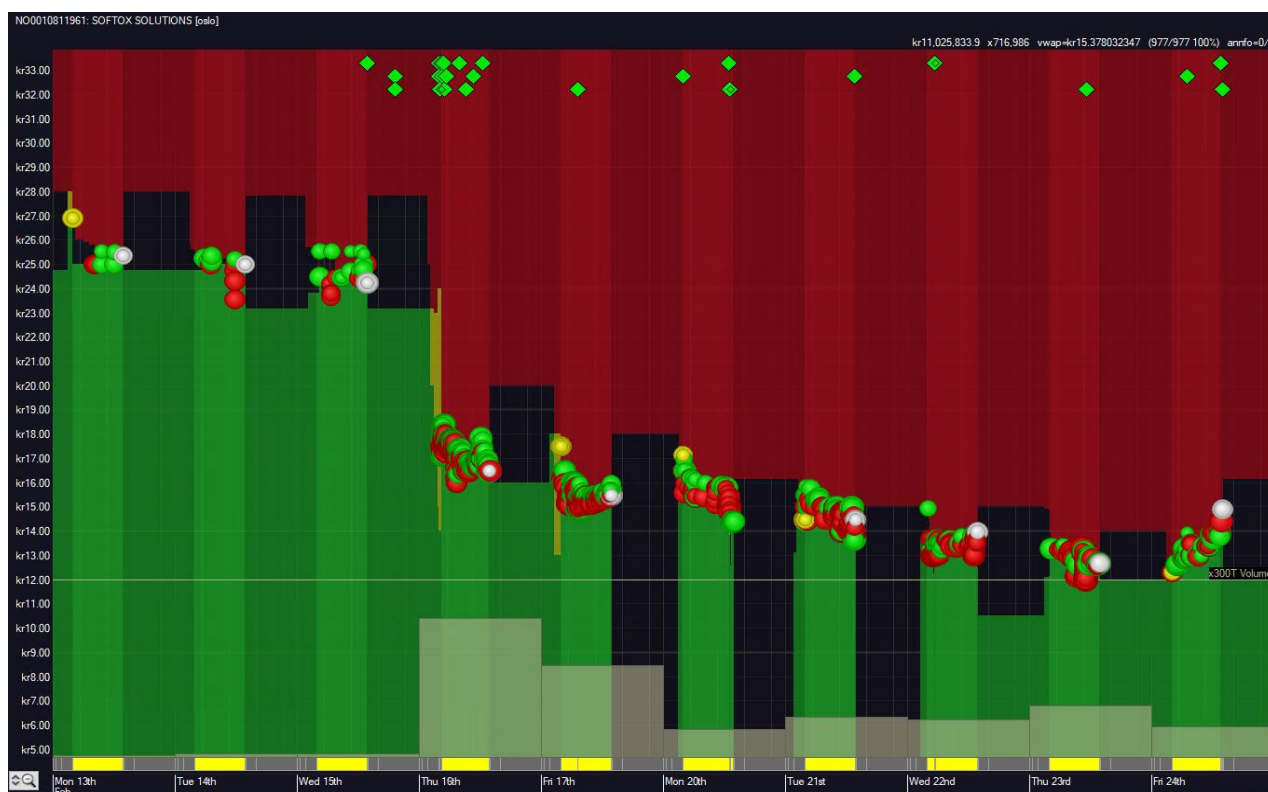 NO0010811961: SOFTOX SOLUTIONS [oslo]
kr11,025,833.9 x716,986 vwap=kr15.378032347 (977/977 100%) annfo=0/
kr33.00
kr32.00
kr31.00
kr30.00
kr29.00
kr28.00
kr27.00
kr26.00
kr25.00
kr24.00
kr23.00
kr22.00
kr21.00
kr20.00
kr19.00
kr18.00
kr17.00
kr16.00
kr15.00
kr14.00
kr13.00
kr12.00
x300T Volume
kr11.00
kr10.00
kr9.00
kr8.00
kr7.00
kr6.00
kr5.00
Mon 13th Tue 14th Wed 15th Thu 16th Fri 17th Mon 20th Tue 21st Wed 22nd Thu 23rd Fri 24th
Feb